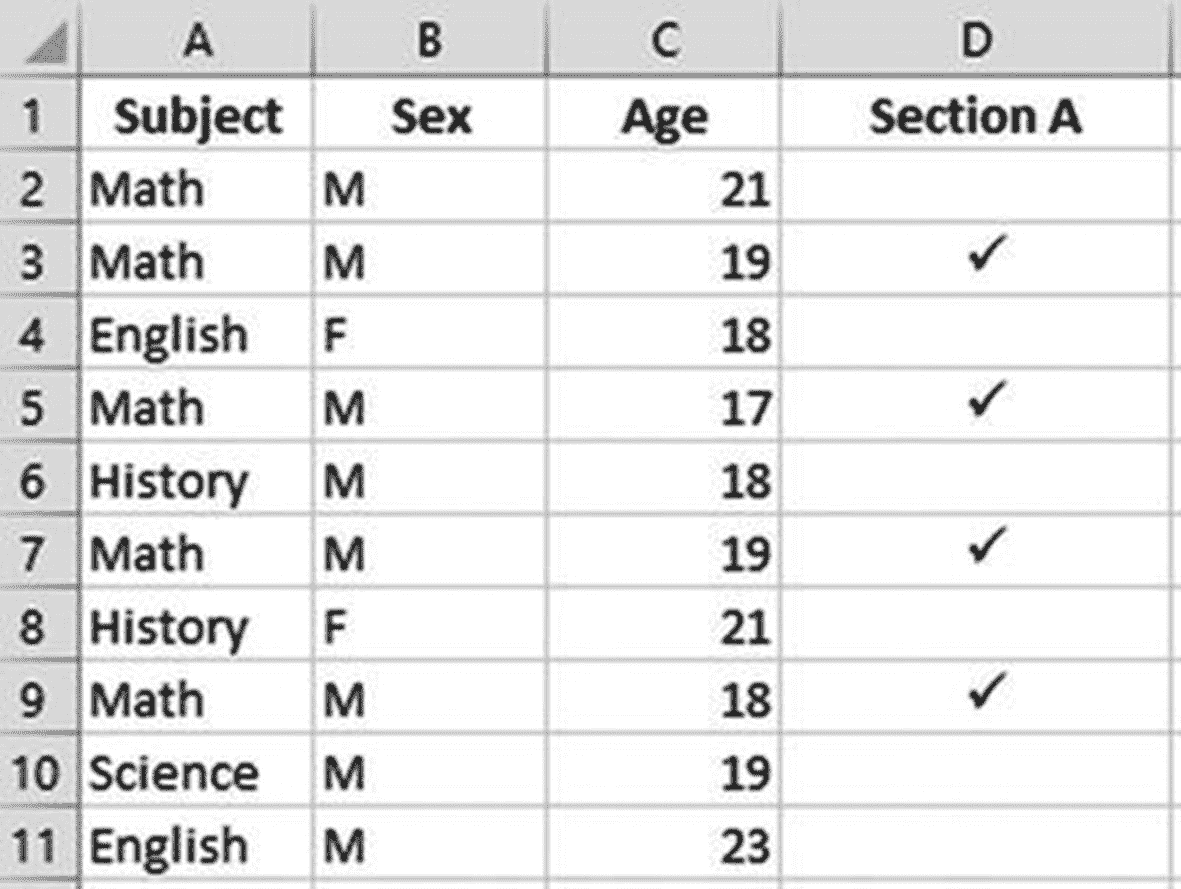 A B C D
1 Subject Sex Age Section A
2 Math M 21
3 Math M 19 ✓
4 English F 18
5 Math M 17 ✓
6 History M 18
7 Math M 19 ✓
8 History F 21
9 Math M 18 ✓
10 Science M 19
11 English M 23